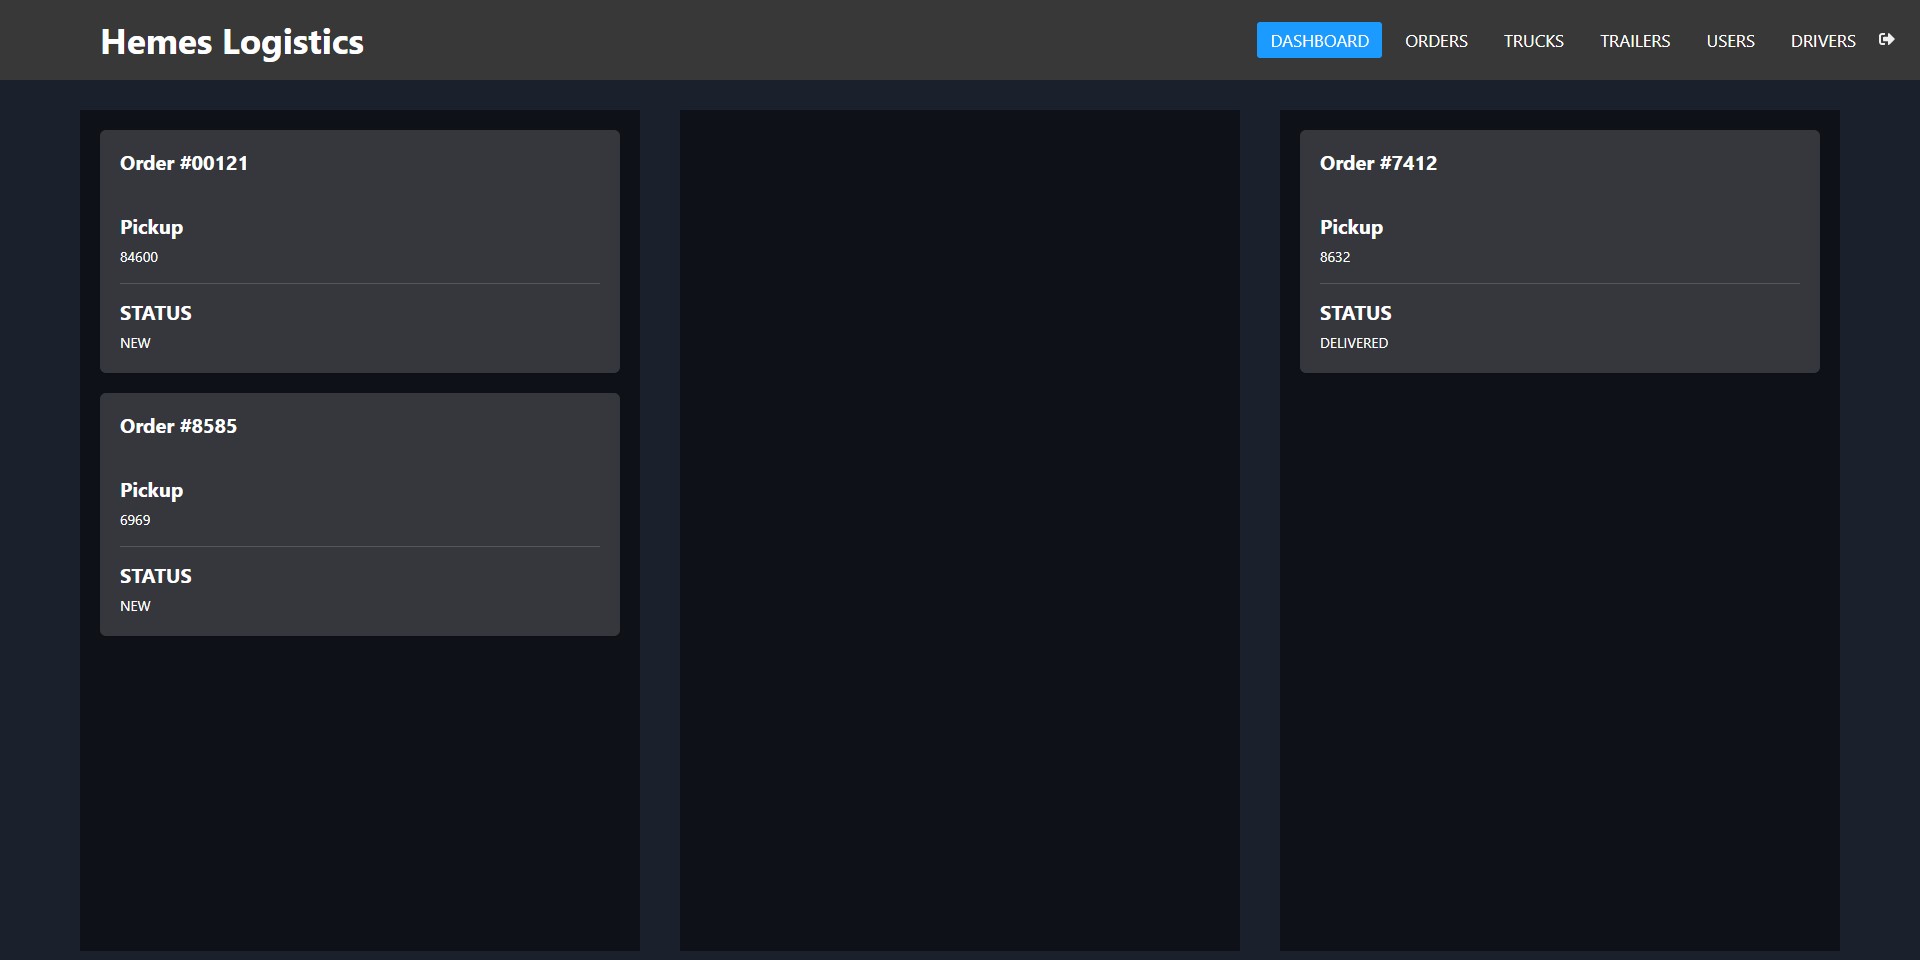 Hemes Logistics
DASHBOARD ORDERS TRUCKS TRAILERS USERS DRIVERS
Order #00121
Pickup
84600
STATUS
NEW
Order #8585
Pickup
6969
STATUS
NEW
Order #7412
Pickup
8632
STATUS
DELIVERED